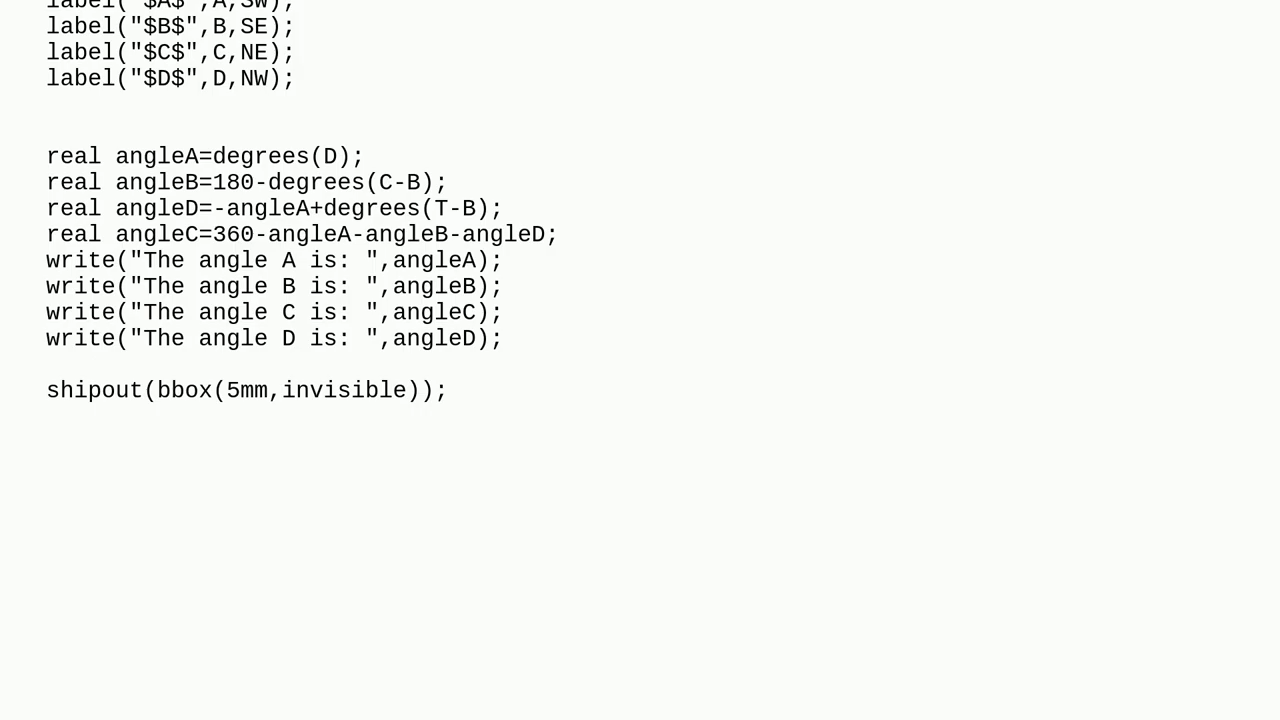 label("$A$",A,SW);
label("$B$",B,SE);
label("$C$",C,NE);
label("$D$",D,NW);
real angleA=degrees(D);
real angleB=180-degrees(C-B);
real angleD=-angleA+degrees(T-B);
real angleC=360-angleA-angleB-angleD;
write("The angle A is: ",angleA);
write("The angle B is: ",angleB);
write("The angle C is: ",angleC);
write("The angle D is: ",angleD);
shipout(bbox(5mm,invisible));